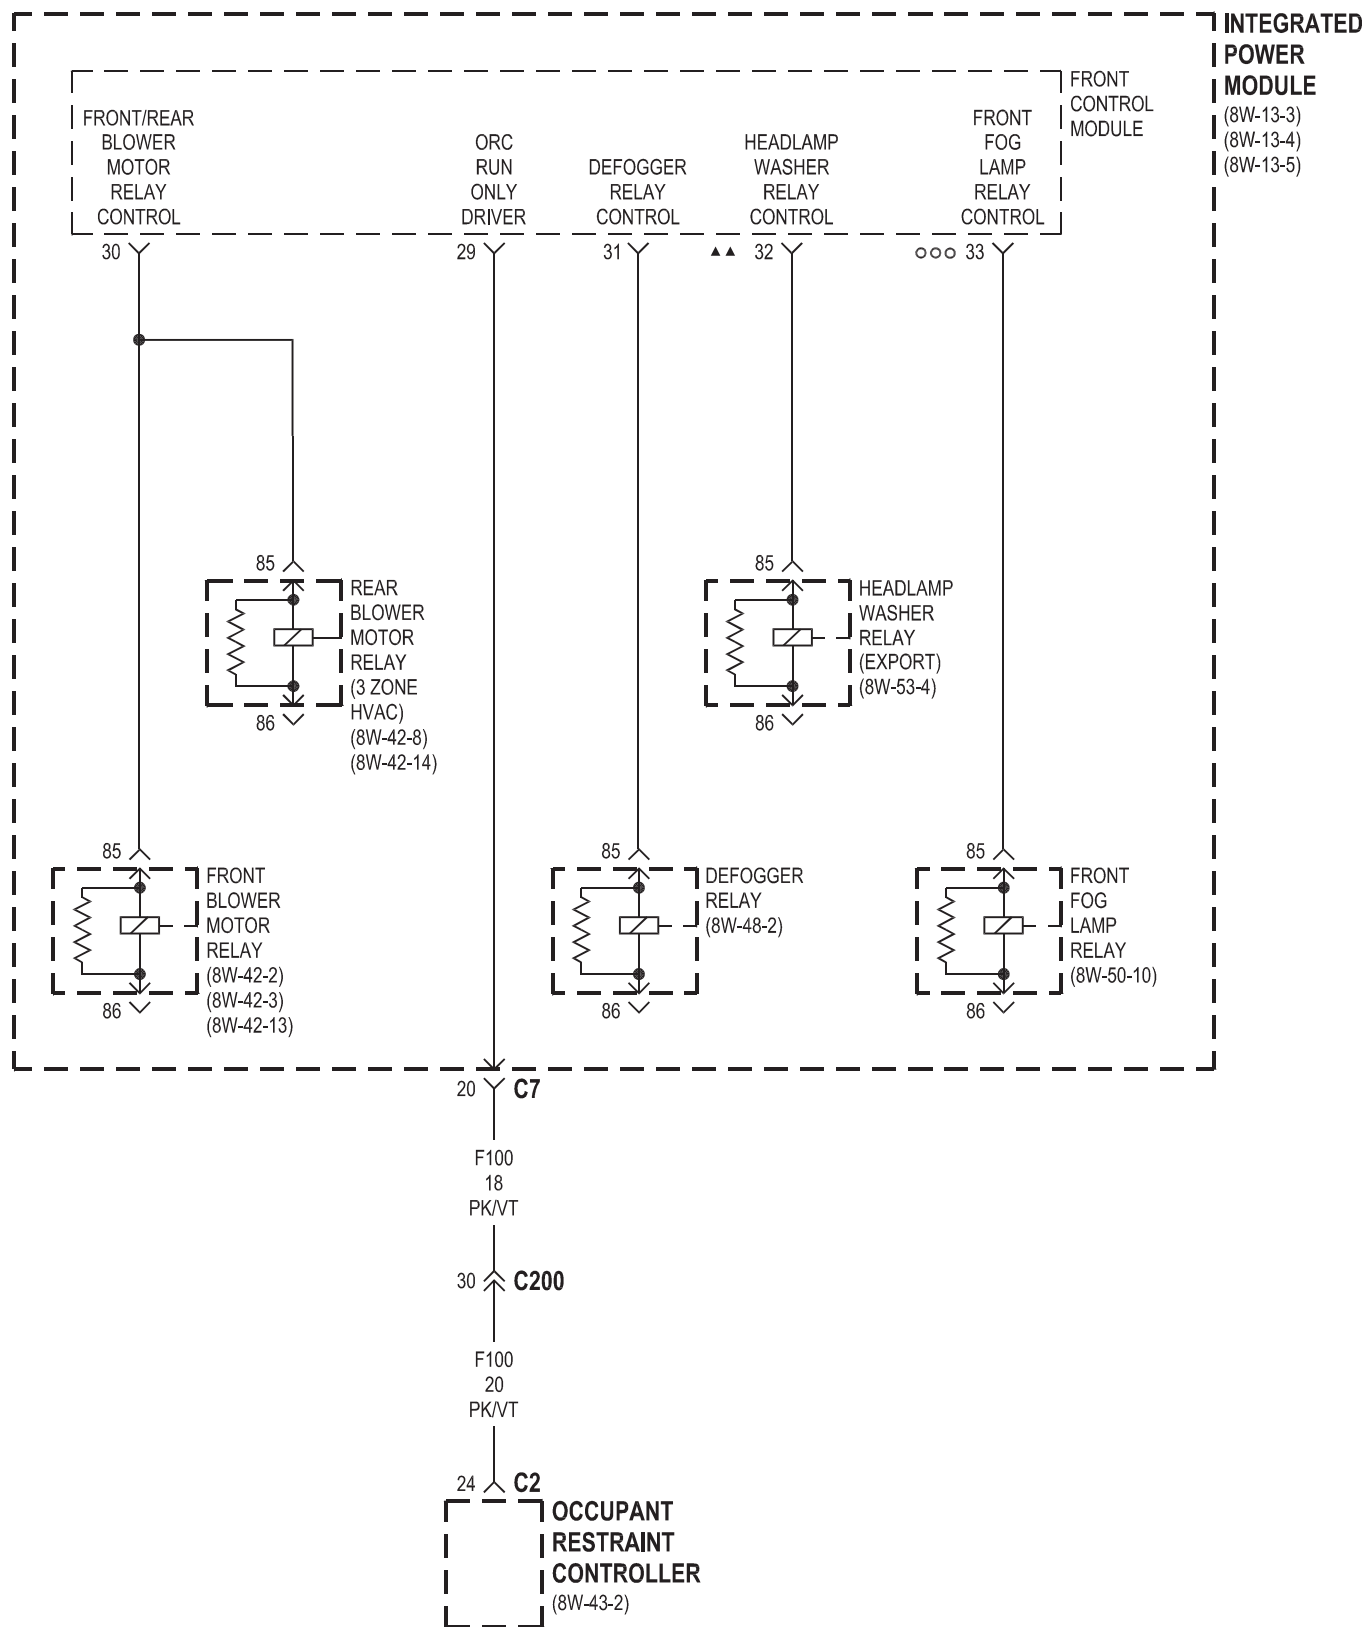 INTEGRATED
POWER
MODULE
(8W-13-3)
(8W-13-4)
(8W-13-5)
FRONT
CONTROL
MODULE
FRONT/REAR
BLOWER
MOTOR
RELAY
CONTROL
ORC
RUN
ONLY
DRIVER
DEFOGGER
RELAY
CONTROL
HEADLAMP
WASHER
RELAY
CONTROL
FRONT
FOG
LAMP
RELAY
CONTROL
30
29
31
32
33
85
REAR
BLOWER
MOTOR
RELAY
(3 ZONE
HVAC)
(8W-42-8)
(8W-42-14)
86
85
HEADLAMP
WASHER
RELAY
(EXPORT)
(8W-53-4)
86
85
FRONT
BLOWER
MOTOR
RELAY
(8W-42-2)
(8W-42-3)
(8W-42-13)
86
85
DEFOGGER
RELAY
(8W-48-2)
86
85
FRONT
FOG
LAMP
RELAY
(8W-50-10)
86
20 C7
F100
18
PK/VT
30 C200
F100
20
PK/VT
24 C2
OCCUPANT
RESTRAINT
CONTROLLER
(8W-43-2)